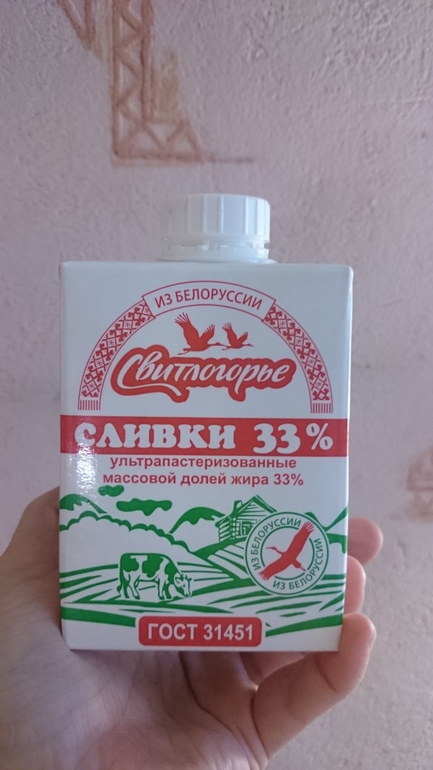 ИЗ БЕЛОРУССИИ
Свитлогорье
СЛИВКИ 33%
ультрапастеризованные
массовой долей жира 33%
ИЗ БЕЛОРУССИИ
ИЗ БЕЛОРУССИИ
ГОСТ 31451